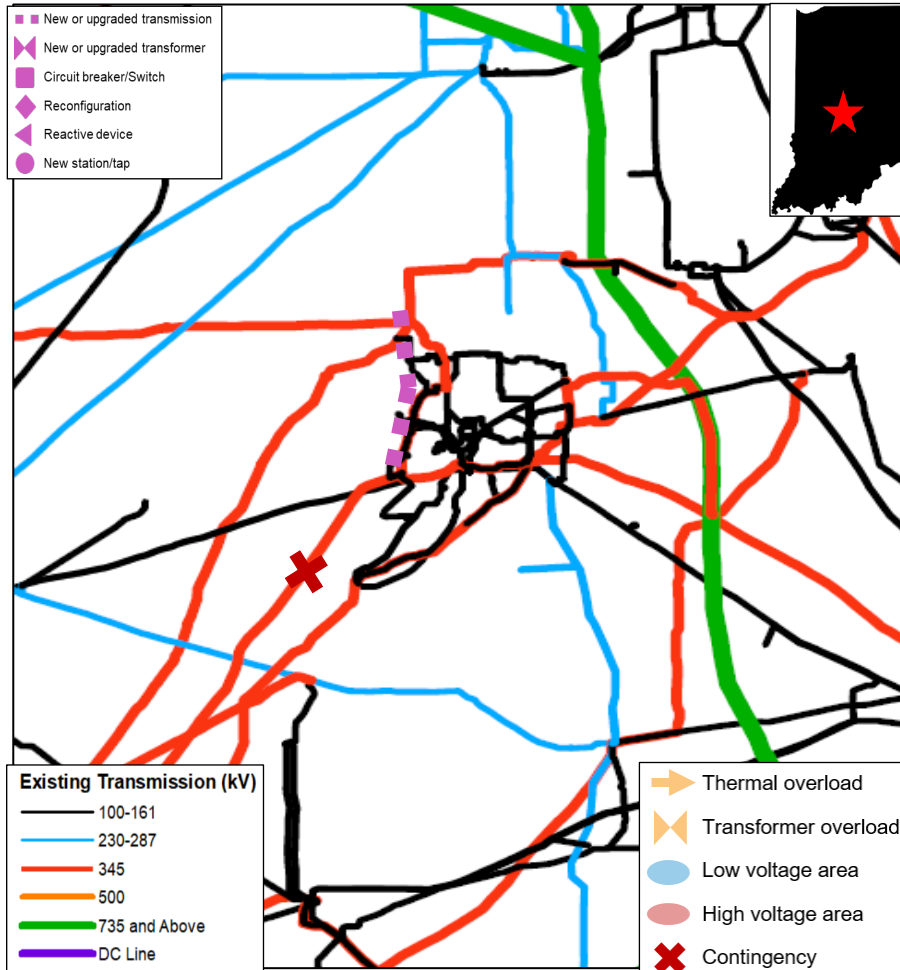 New or upgraded transmission
New or upgraded transformer
Circuit breaker/Switch
Reconfiguration
Reactive device
New station/tap
Existing Transmission (kV)
100-161
230-287
345
500
735 and Above
DC Line
Thermal overload
Transformer overload
Low voltage area
High voltage area
Contingency